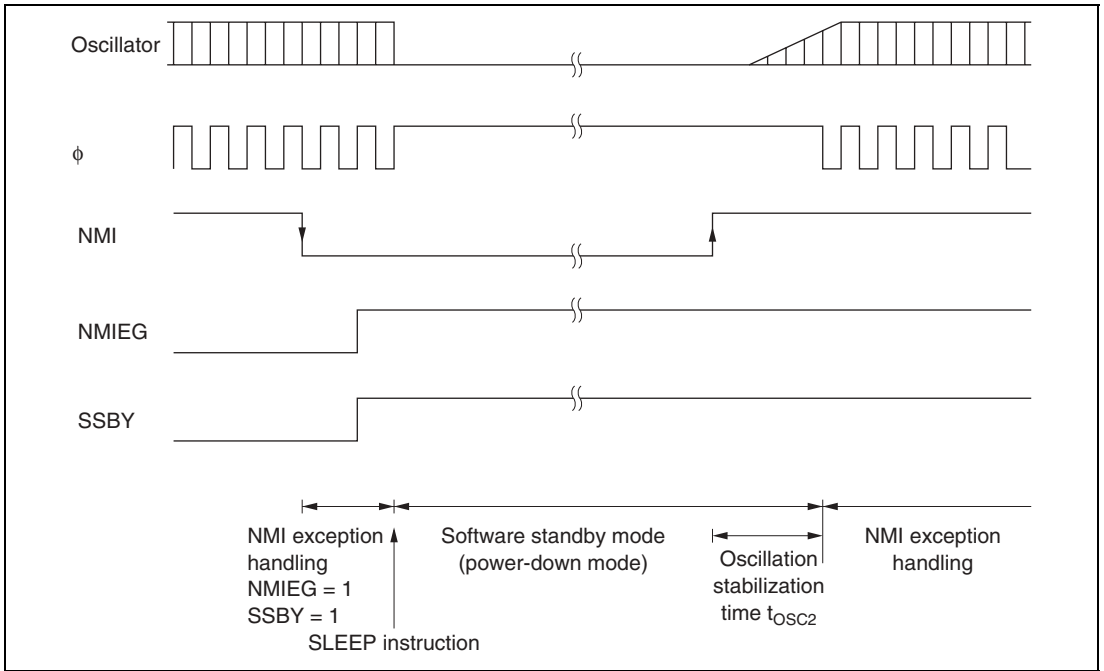 Oscillator
φ
NMI
NMIEG
SSBY
NMI exception
handling
NMIEG = 1
SSBY = 1
SLEEP instruction
Software standby mode
(power-down mode)
Oscillation
stabilization
time tOSC2
NMI exception
handling